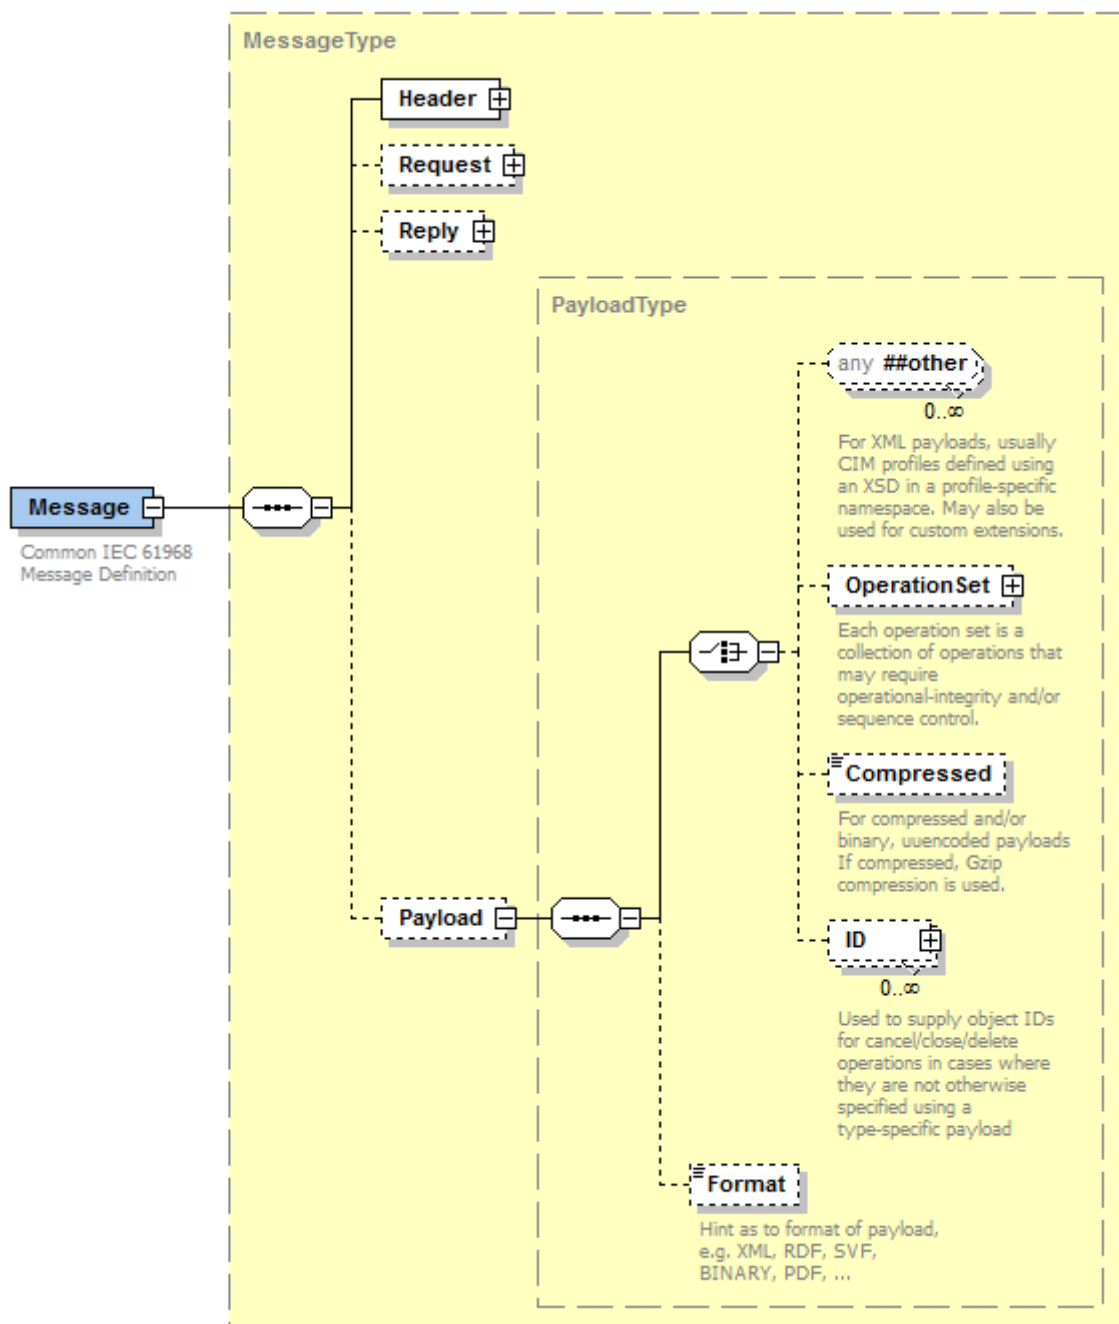 MessageType
Header
Request
Reply
PayloadType
any ##other
0..∞
For XML payloads, usually
CIM profiles defined using
an XSD in a profile-specific
namespace. May also be
used for custom extensions.
Message
Common IEC 61968
Message Definition
OperationSet
Each operation set is a
collection of operations that
may require
operational-integrity and/or
sequence control.
Compressed
For compressed and/or
binary, uuencoded payloads
If compressed, Gzip
compression is used.
Payload
ID
0..∞
Used to supply object IDs
for cancel/close/delete
operations in cases where
they are not otherwise
specified using a
type-specific payload
Format
Hint as to format of payload,
e.g. XML, RDF, SVF,
BINARY, PDF, ...